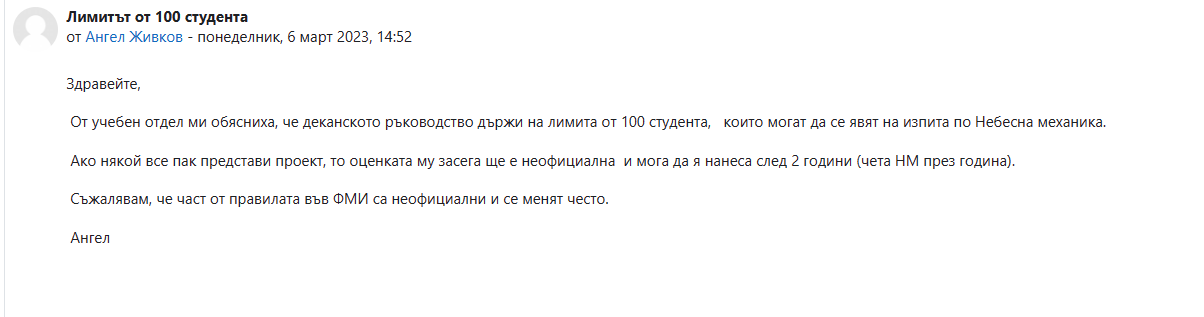 Лимитът от 100 студента
от Ангел Живков - понеделник, 6 март 2023, 14:52
Здравейте,
От учебен отдел ми обясниха, че деканското ръководство държи на лимита от 100 студента, които могат да се явят на изпита по Небесна механика.
Ако някой все пак представи проект, то оценката му засега ще е неофициална и мога да я нанеса след 2 години (чета НМ през година).
Съжалявам, че част от правилата във ФМИ са неофициални и се менят често.
Ангел